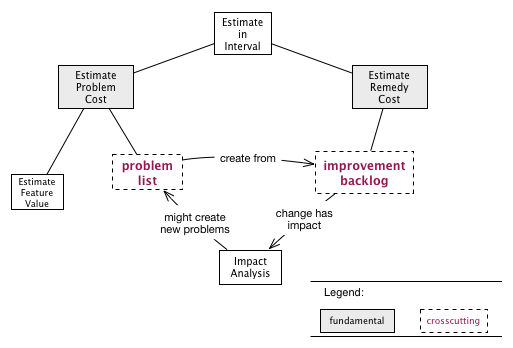 Estimate
in
Interval
Estimate
Problem
Cost
Estimate
Remedy
Cost
problem
list
create from
improvement
backlog
Estimate
Feature
Value
might create
new problems
change has
impact
Impact
Analysis
Legend:
fundamental
crosscutting